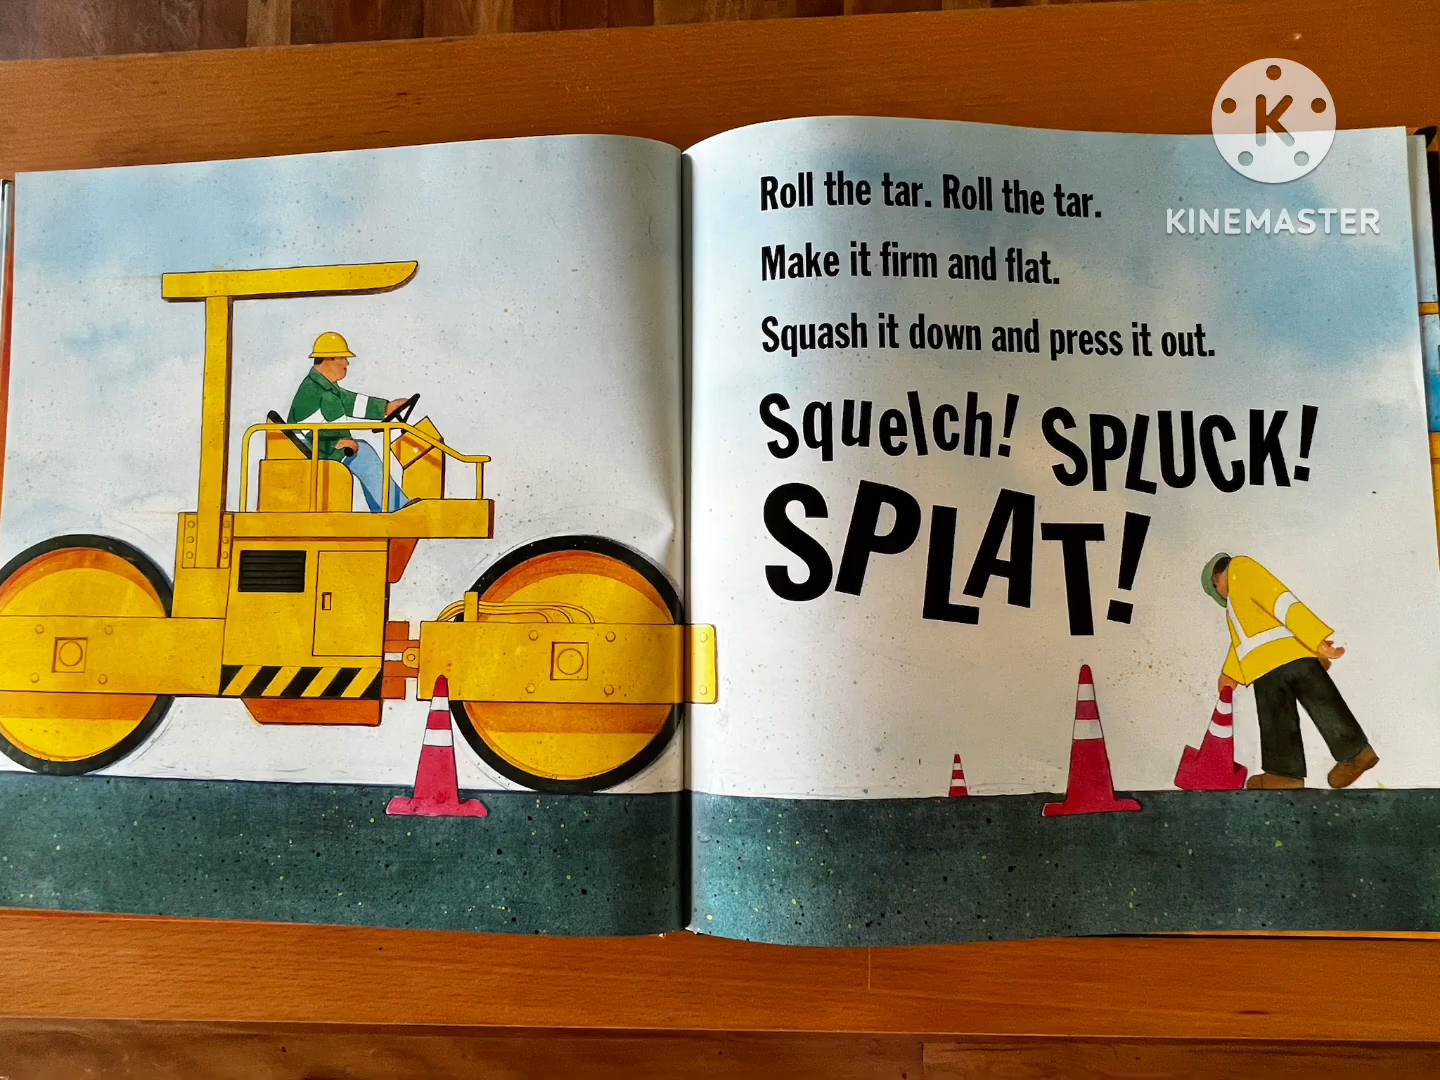 Roll the tar. Roll the tar.
Make it firm and flat.
Squash it down and press it out.
Squelch! SPLUCK!
SPLAT!
K
KINEMASTER